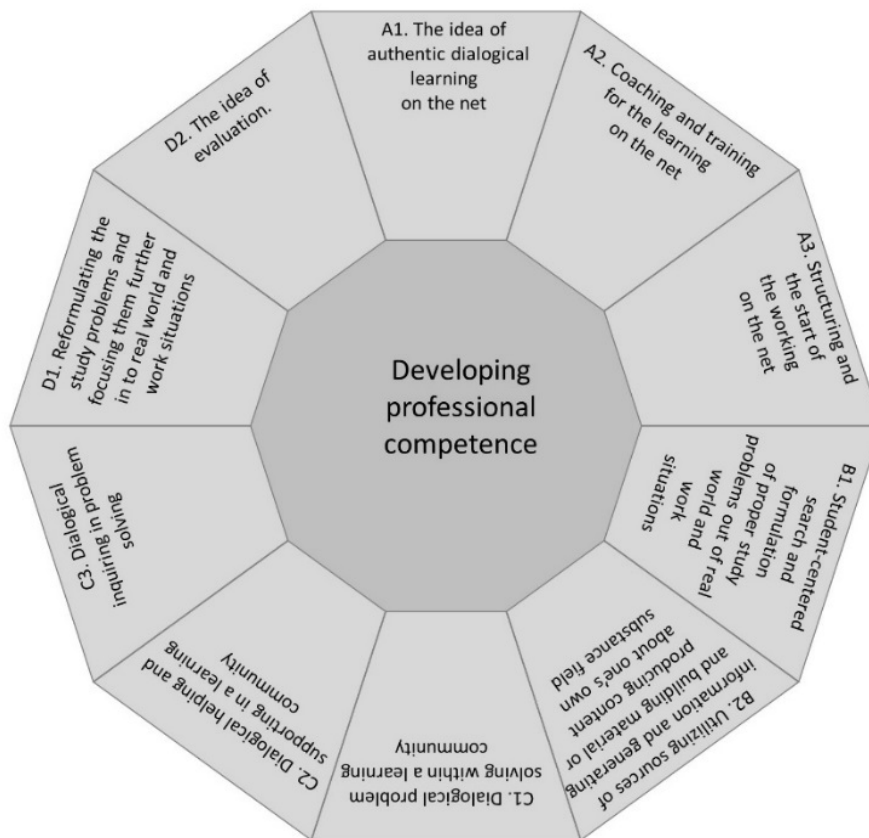 A1. The idea of
authentic dialogical
learning
on the net
A2. Coaching and training
for the learning
on the net
A3. Structuring and
the start of
the working
on the net
B1. Student-centered
search and
formulation
of proper study
problems out of real
world and
work
situations
B2. Utilizing sources of
information and generating
and building material or
producing content
about one's own
substance field
C1. Dialogical problem
solving within a learning
community
C2. Dialogical helping and
supporting in a learning
community
C3. Dialogical
inquiring in problem
solving
D1. Reformulating the
study problems and
focusing them further
in to real world and
work situations
D2. The idea of
evaluation.
Developing
professional
competence